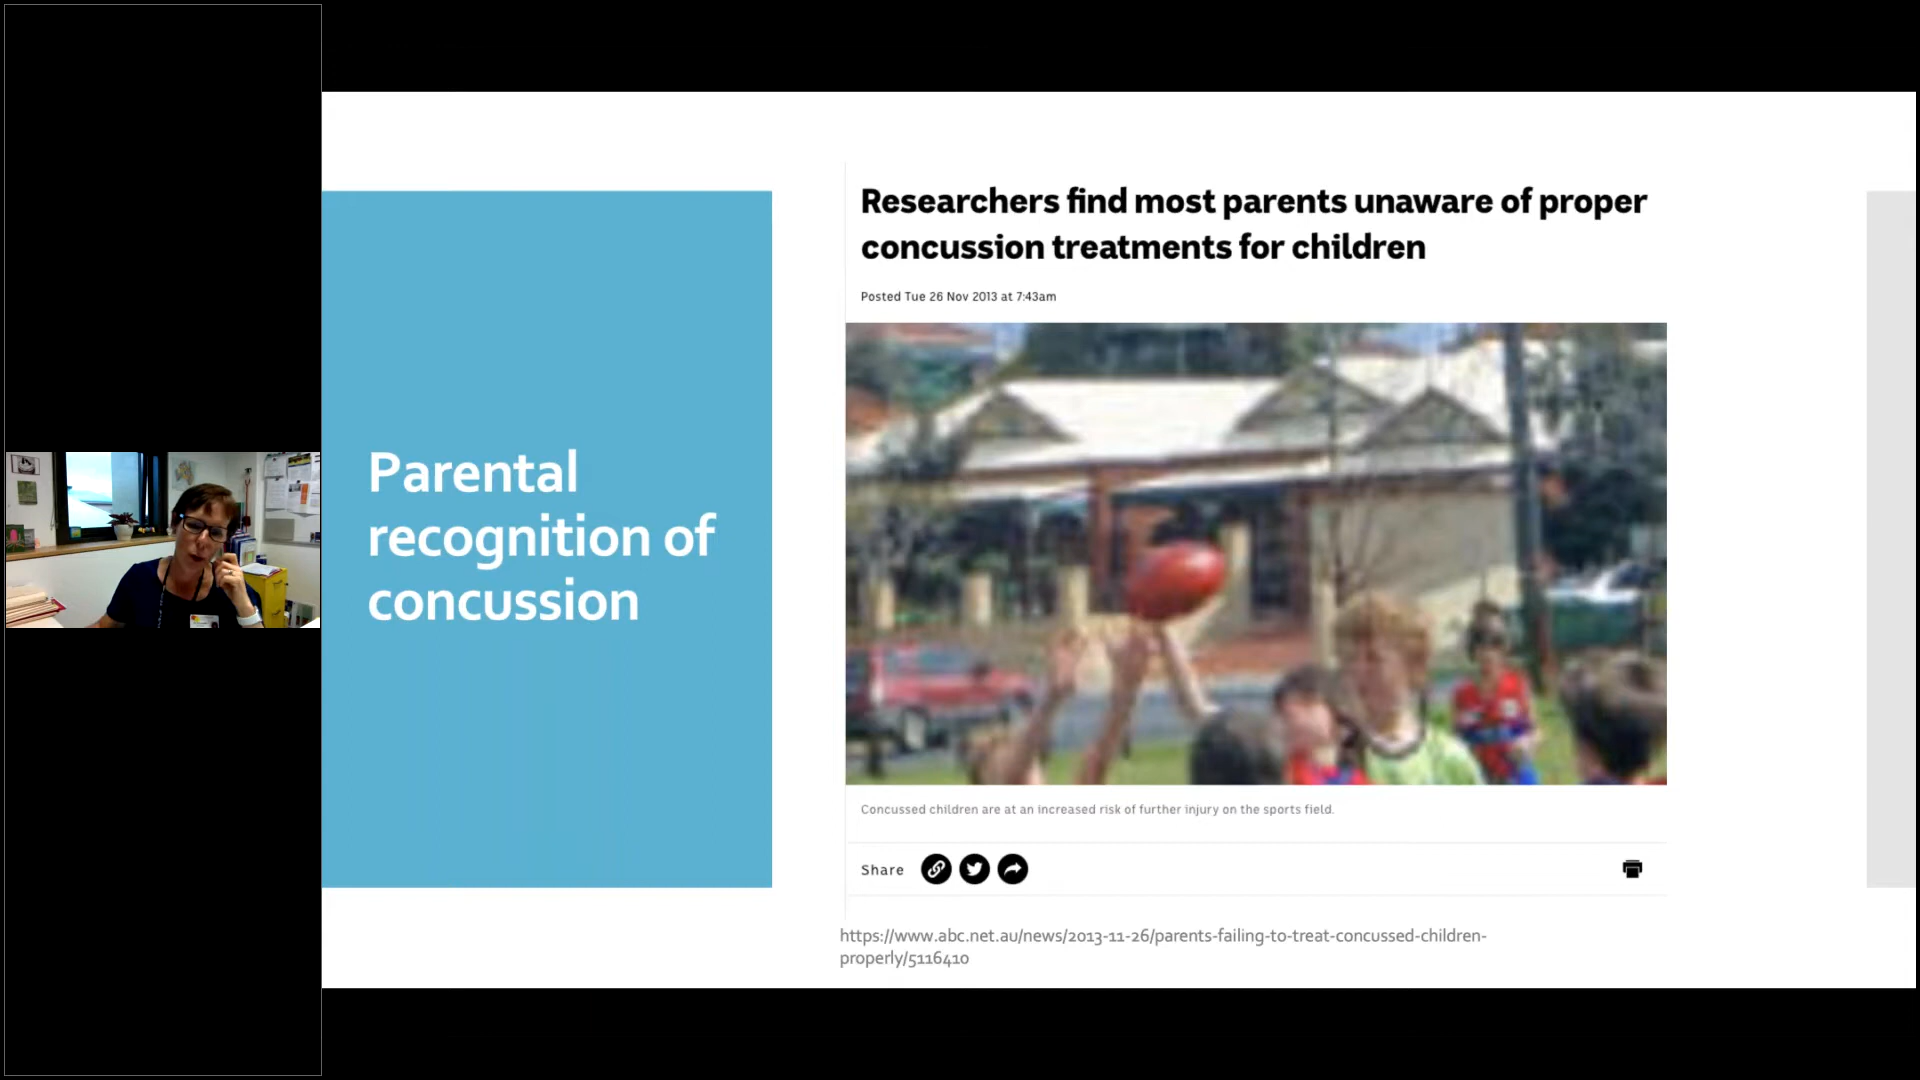 Parental
recognition of
concussion
Researchers find most parents unaware of proper
concussion treatments for children
Posted Tue 26 Nov 2013 at 7:43am
Concussed children are at an increased risk of further injury on the sports field.
Share
https://www.abc.net.au/news/2013-11-26/parents-failing-to-treat-concussed-children-
properly/5116410